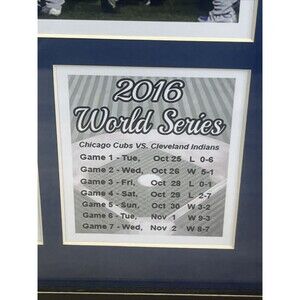 2016
World Series
Chicago Cubs VS. Cleveland Indians
Game 1 - Tue, Oct 25 L 0-6
Game 2 - Wed, Oct 26 W 5-1
Game 3 - Fri, Oct 28 L 0-1
Game 4 - Sat, Oct 29 L 2-7
Game 5 - Sun, Oct 30 W 3-2
Game 6 - Tue, Nov 1 W 9-3
Game 7 - Wed, Nov 2 W 8-7